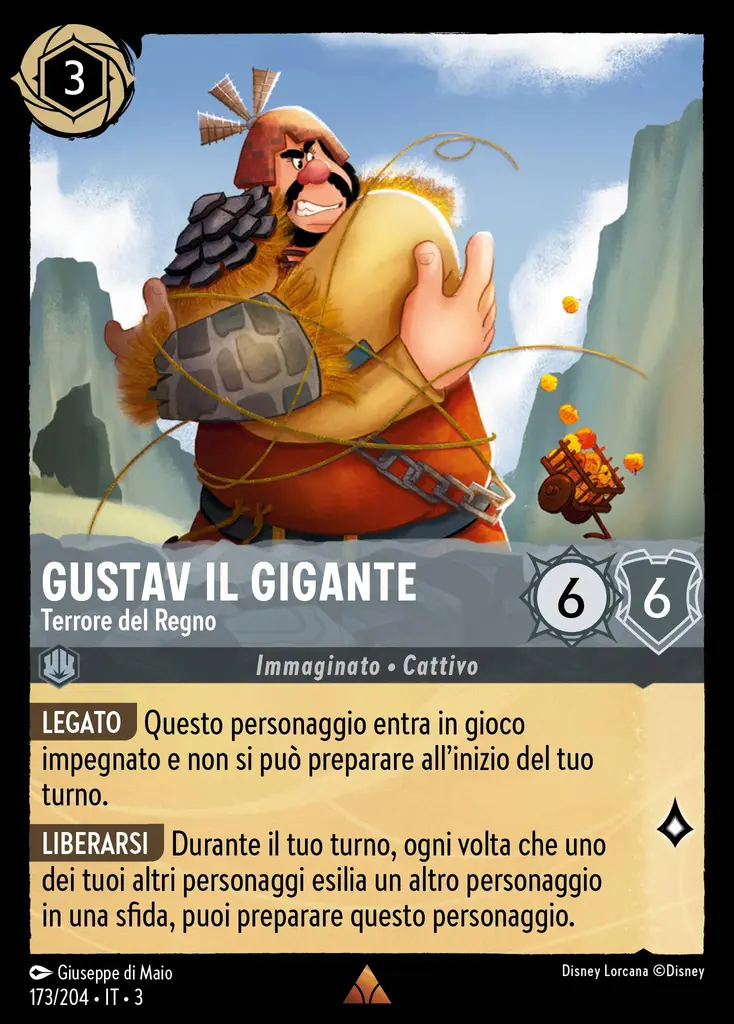 3
GUSTAV IL GIGANTE
Terrore del Regno
6
6
Immaginato • Cattivo
LEGATO Questo personaggio entra in gioco
impegnato e non si può preparare all'inizio del tuo
turno.
LIBERARSI Durante il tuo turno, ogni volta che uno
dei tuoi altri personaggi esilia un altro personaggio
in una sfida, puoi preparare questo personaggio.
Giuseppe di Maio
Disney Lorcana ©Disney
173/204 • IT • 3